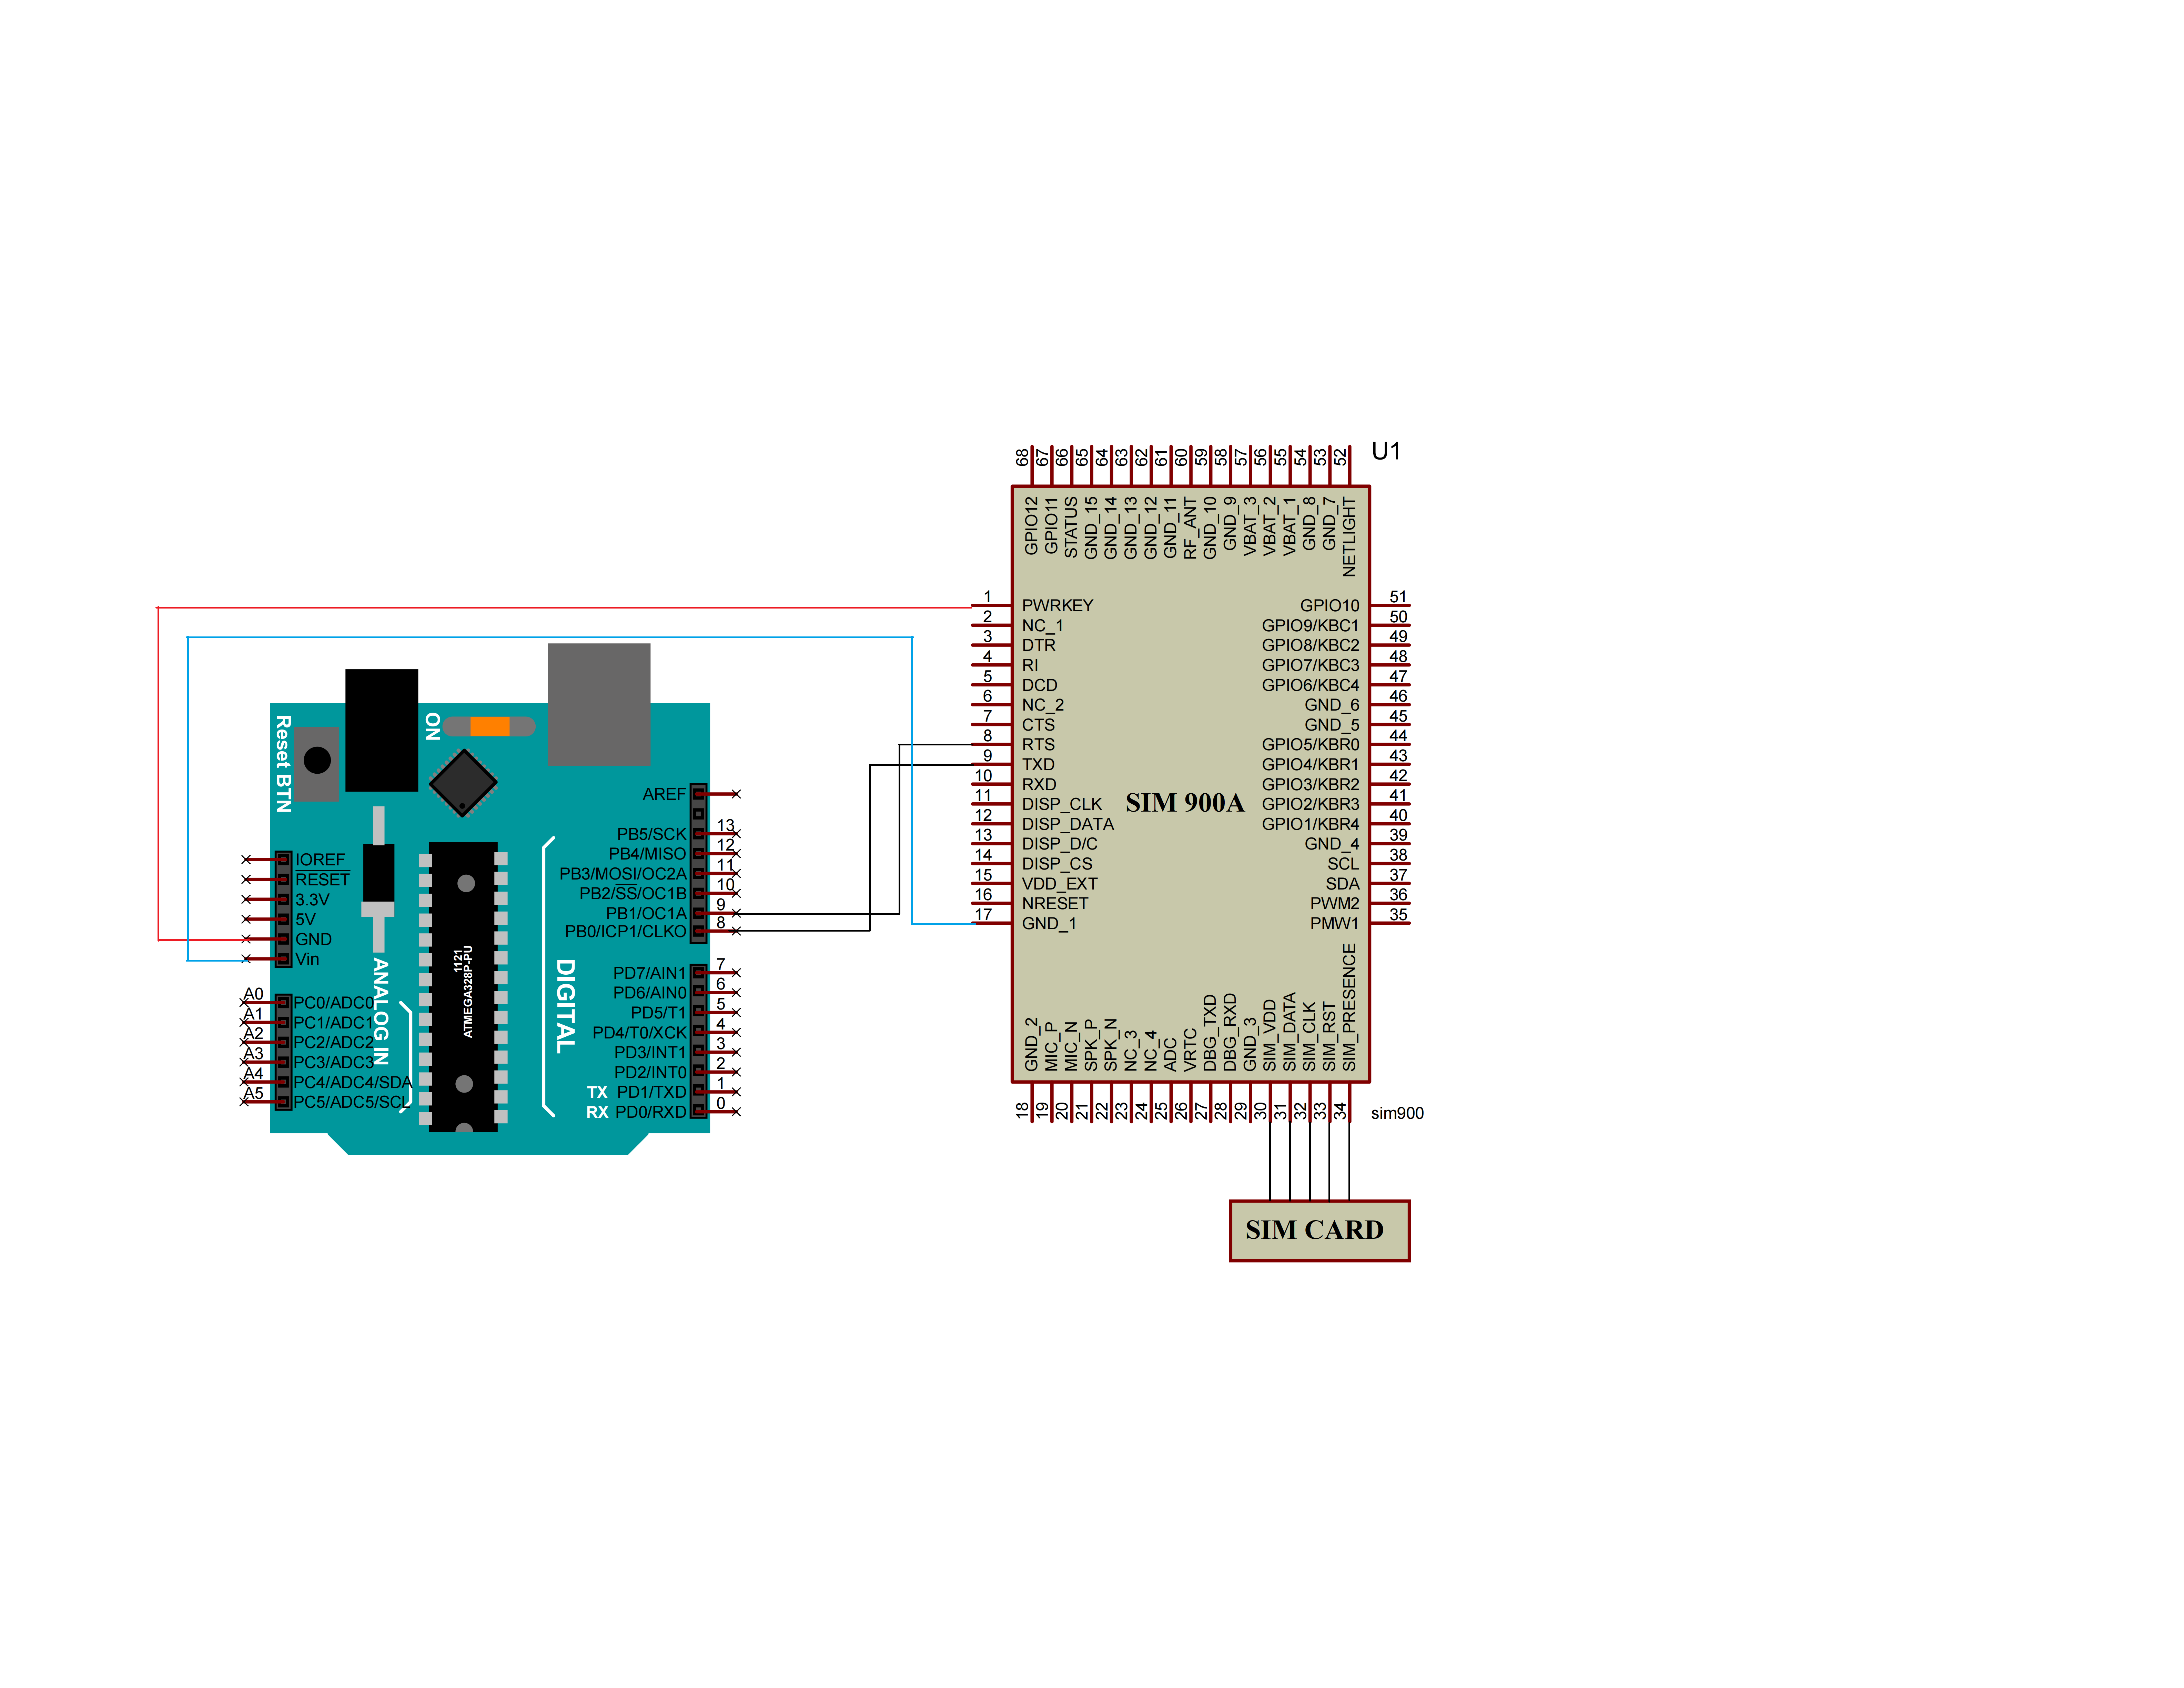 Reset BTN
ON
ANALOG IN
DIGITAL
1121
ATMEGA328P-PU
IOREF
RESET
3.3V
5V
GND
Vin
A0 PC0/ADC0
A1 PC1/ADC1
A2 PC2/ADC2
A3 PC3/ADC3
A4 PC4/ADC4/SDA
A5 PC5/ADC5/SCL
AREF
PB5/SCK 13
PB4/MISO 12
PB3/MOSI/OC2A 11
PB2/SS/OC1B 10
PB1/OC1A 9
PB0/ICP1/CLKO 8
PD7/AIN1 7
PD6/AIN0 6
PD5/T1 5
PD4/T0/XCK 4
PD3/INT1 3
PD2/INT0 2
TX PD1/TXD 1
RX PD0/RXD 0
U1
68 GPIO12
67 GPIO11
66 STATUS
65 GND_15
64 GND_14
63 GND_13
62 GND_12
61 GND_11
60 RF_ANT
59 GND_10
58 GND_9
57 VBAT_3
56 VBAT_2
55 VBAT_1
54 GND_8
53 GND_7
52 NETLIGHT
1 PWRKEY
2 NC_1
3 DTR
4 RI
5 DCD
6 NC_2
7 CTS
8 RTS
9 TXD
10 RXD
11 DISP_CLK
12 DISP_DATA
13 DISP_D/C
14 DISP_CS
15 VDD_EXT
16 NRESET
17 GND_1
SIM 900A
GPIO10 51
GPIO9/KBC1 50
GPIO8/KBC2 49
GPIO7/KBC3 48
GPIO6/KBC4 47
GND_6 46
GND_5 45
GPIO5/KBR0 44
GPIO4/KBR1 43
GPIO3/KBR2 42
GPIO2/KBR3 41
GPIO1/KBR4 40
GND_4 39
SCL 38
SDA 37
PWM2 36
PMW1 35
GND_2 18
MIC_P 19
MIC_N 20
SPK_P 21
SPK_N 22
NC_3 23
NC_4 24
ADC 25
VRTC 26
DBG_TXD 27
DBG_RXD 28
GND_3 29
SIM_VDD 30
SIM_DATA 31
SIM_CLK 32
SIM_RST 33
SIM_PRESENCE 34
sim900
SIM CARD